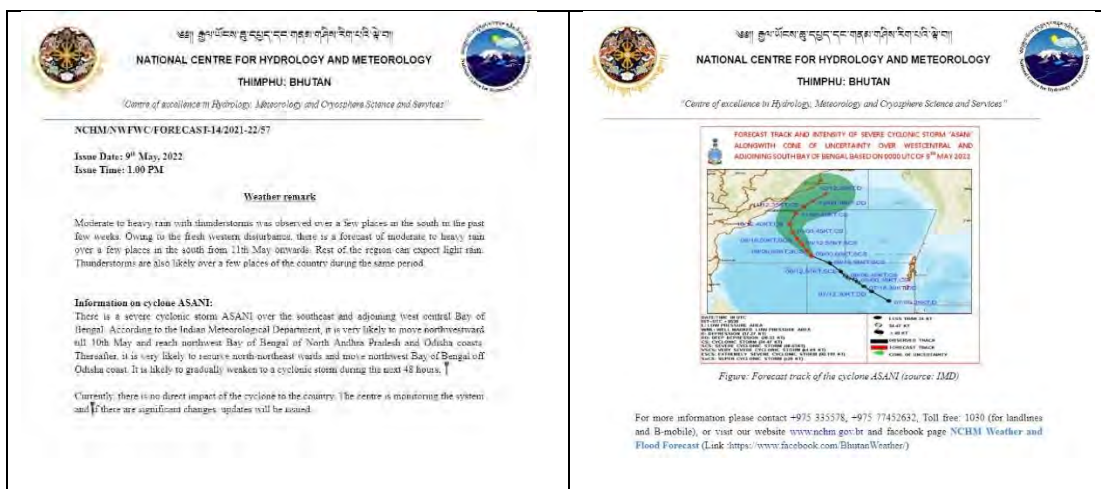 ༄༅།། རྒྱལ་ཡོངས་ཆུ་དཔྱད་དང་གནམ་གཤིས་རིག་པའི་ལྟེ་བ།
NATIONAL CENTRE FOR HYDROLOGY AND METEOROLOGY
THIMPHU: BHUTAN
"Centre of excellence in Hydrology, Meteorology and Cryosphere Science and Services"
NCHM/NWFWC/FORECAST-14/2021-22/57
Issue Date: 9th May, 2022
Issue Time: 1.00 PM
Weather remark
Moderate to heavy rain with thunderstorms was observed over a few places in the south in the past
few weeks. Owing to the fresh western disturbance, there is a forecast of moderate to heavy rain
over a few places in the south from 11th May onwards. Rest of the region can expect light rain.
Thunderstorms are also likely over a few places of the country during the same period.
Information on cyclone ASANI:
There is a severe cyclonic storm ASANI over the southeast and adjoining west central Bay of
Bengal. According to the Indian Meteorological Department, it is very likely to move northwestward
till 10th May and reach northwest Bay of Bengal of North Andhra Pradesh and Odisha coasts.
Thereafter, it is very likely to recurve north-northeast wards and move northwest Bay of Bengal off
Odisha coast. It is likely to gradually weaken to a cyclonic storm during the next 48 hours.
Currently, there is no direct impact of the cyclone to the country. The centre is monitoring the system
and if there are significant changes, updates will be issued.
༄༅།། རྒྱལ་ཡོངས་ཆུ་དཔྱད་དང་གནམ་གཤིས་རིག་པའི་ལྟེ་བ།
NATIONAL CENTRE FOR HYDROLOGY AND METEOROLOGY
THIMPHU: BHUTAN
"Centre of excellence in Hydrology, Meteorology and Cryosphere Science and Services"
FORECAST TRACK AND INTENSITY OF SEVERE CYCLONIC STORM "ASANI"
ALONGWITH CONE OF UNCERTAINTY OVER WESTCENTRAL AND
ADJOINING SOUTH BAY OF BENGAL BASED ON 0000 UTC OF 9TH MAY 2022
LESS THAN 34 KT
OBSERVED TRACK
FORECAST TRACK
CONE OF UNCERTAINTY
Figure: Forecast track of the cyclone ASANI (source: IMD)
For more information please contact +975 335578, +975 77452632, Toll free: 1030 (for landlines
and B-mobile), or visit our website www.nchm.gov.bt and facebook page NCHM Weather and
Flood Forecast (Link :https://www.facebook.com/BhutanWeather/)